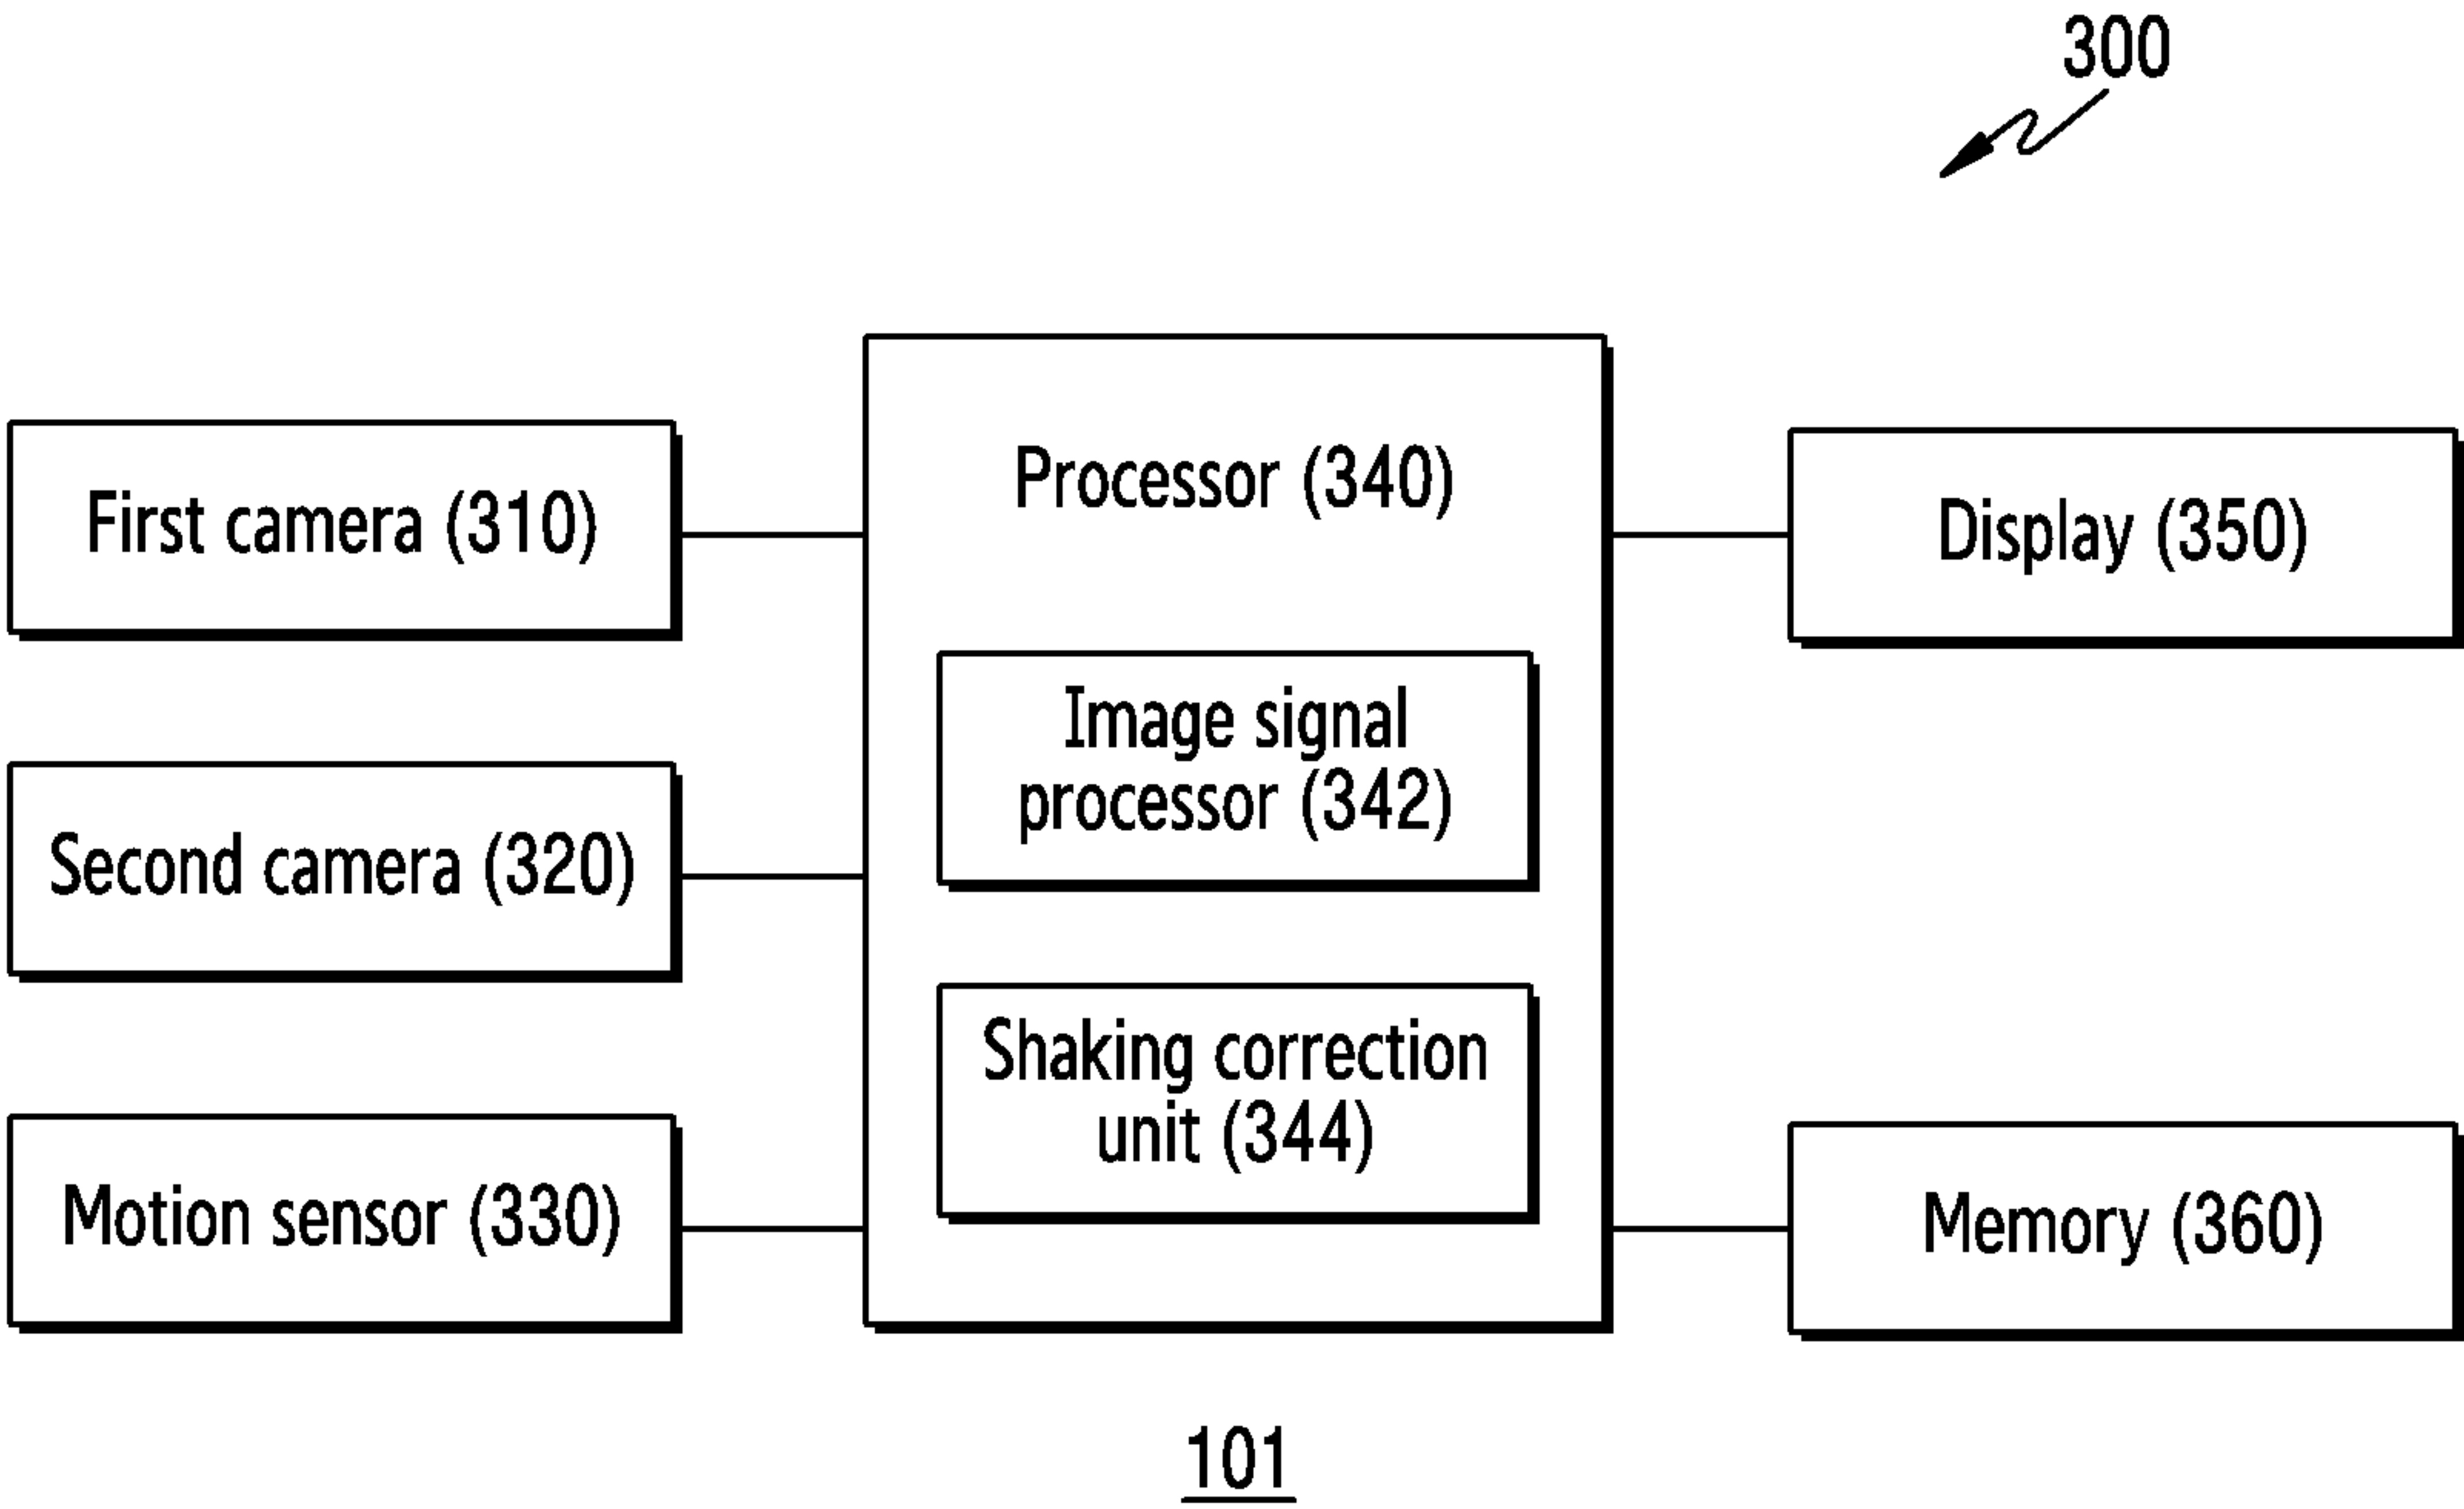 300
First camera (310)
Second camera (320)
Motion sensor (330)
Processor (340)
Image signal
processor (342)
Shaking correction
unit (344)
Display (350)
Memory (360)
101